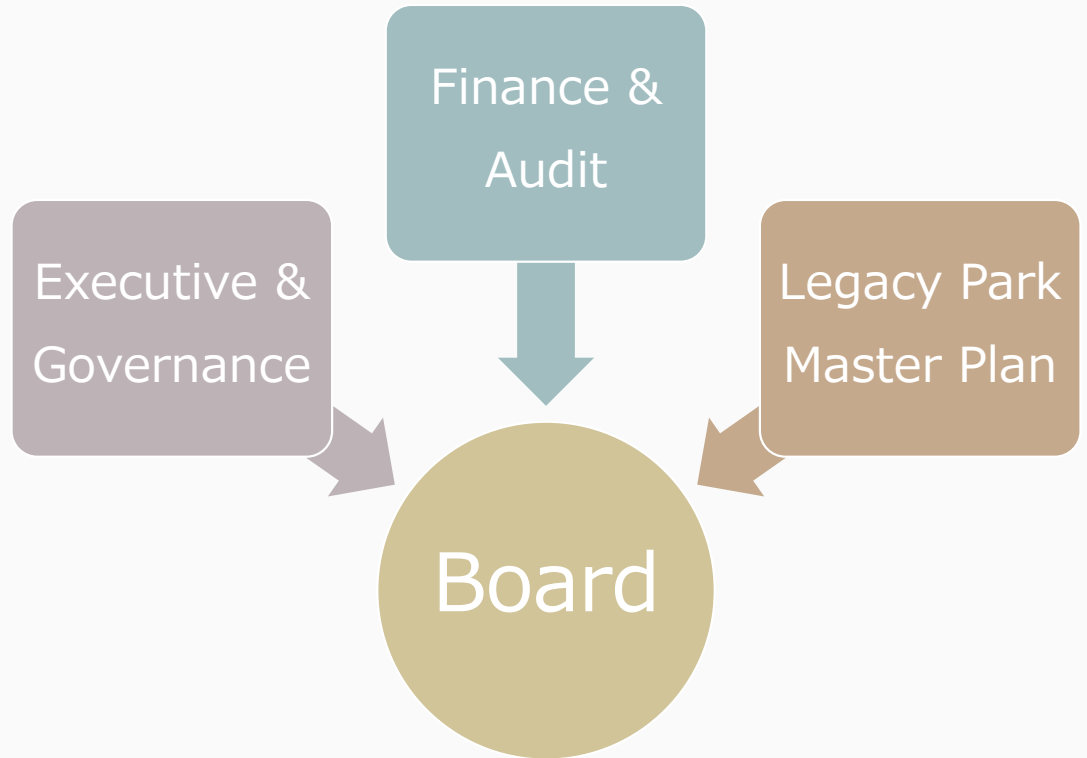 Finance &
Audit
Executive &
Governance
Legacy Park
Master Plan
Board